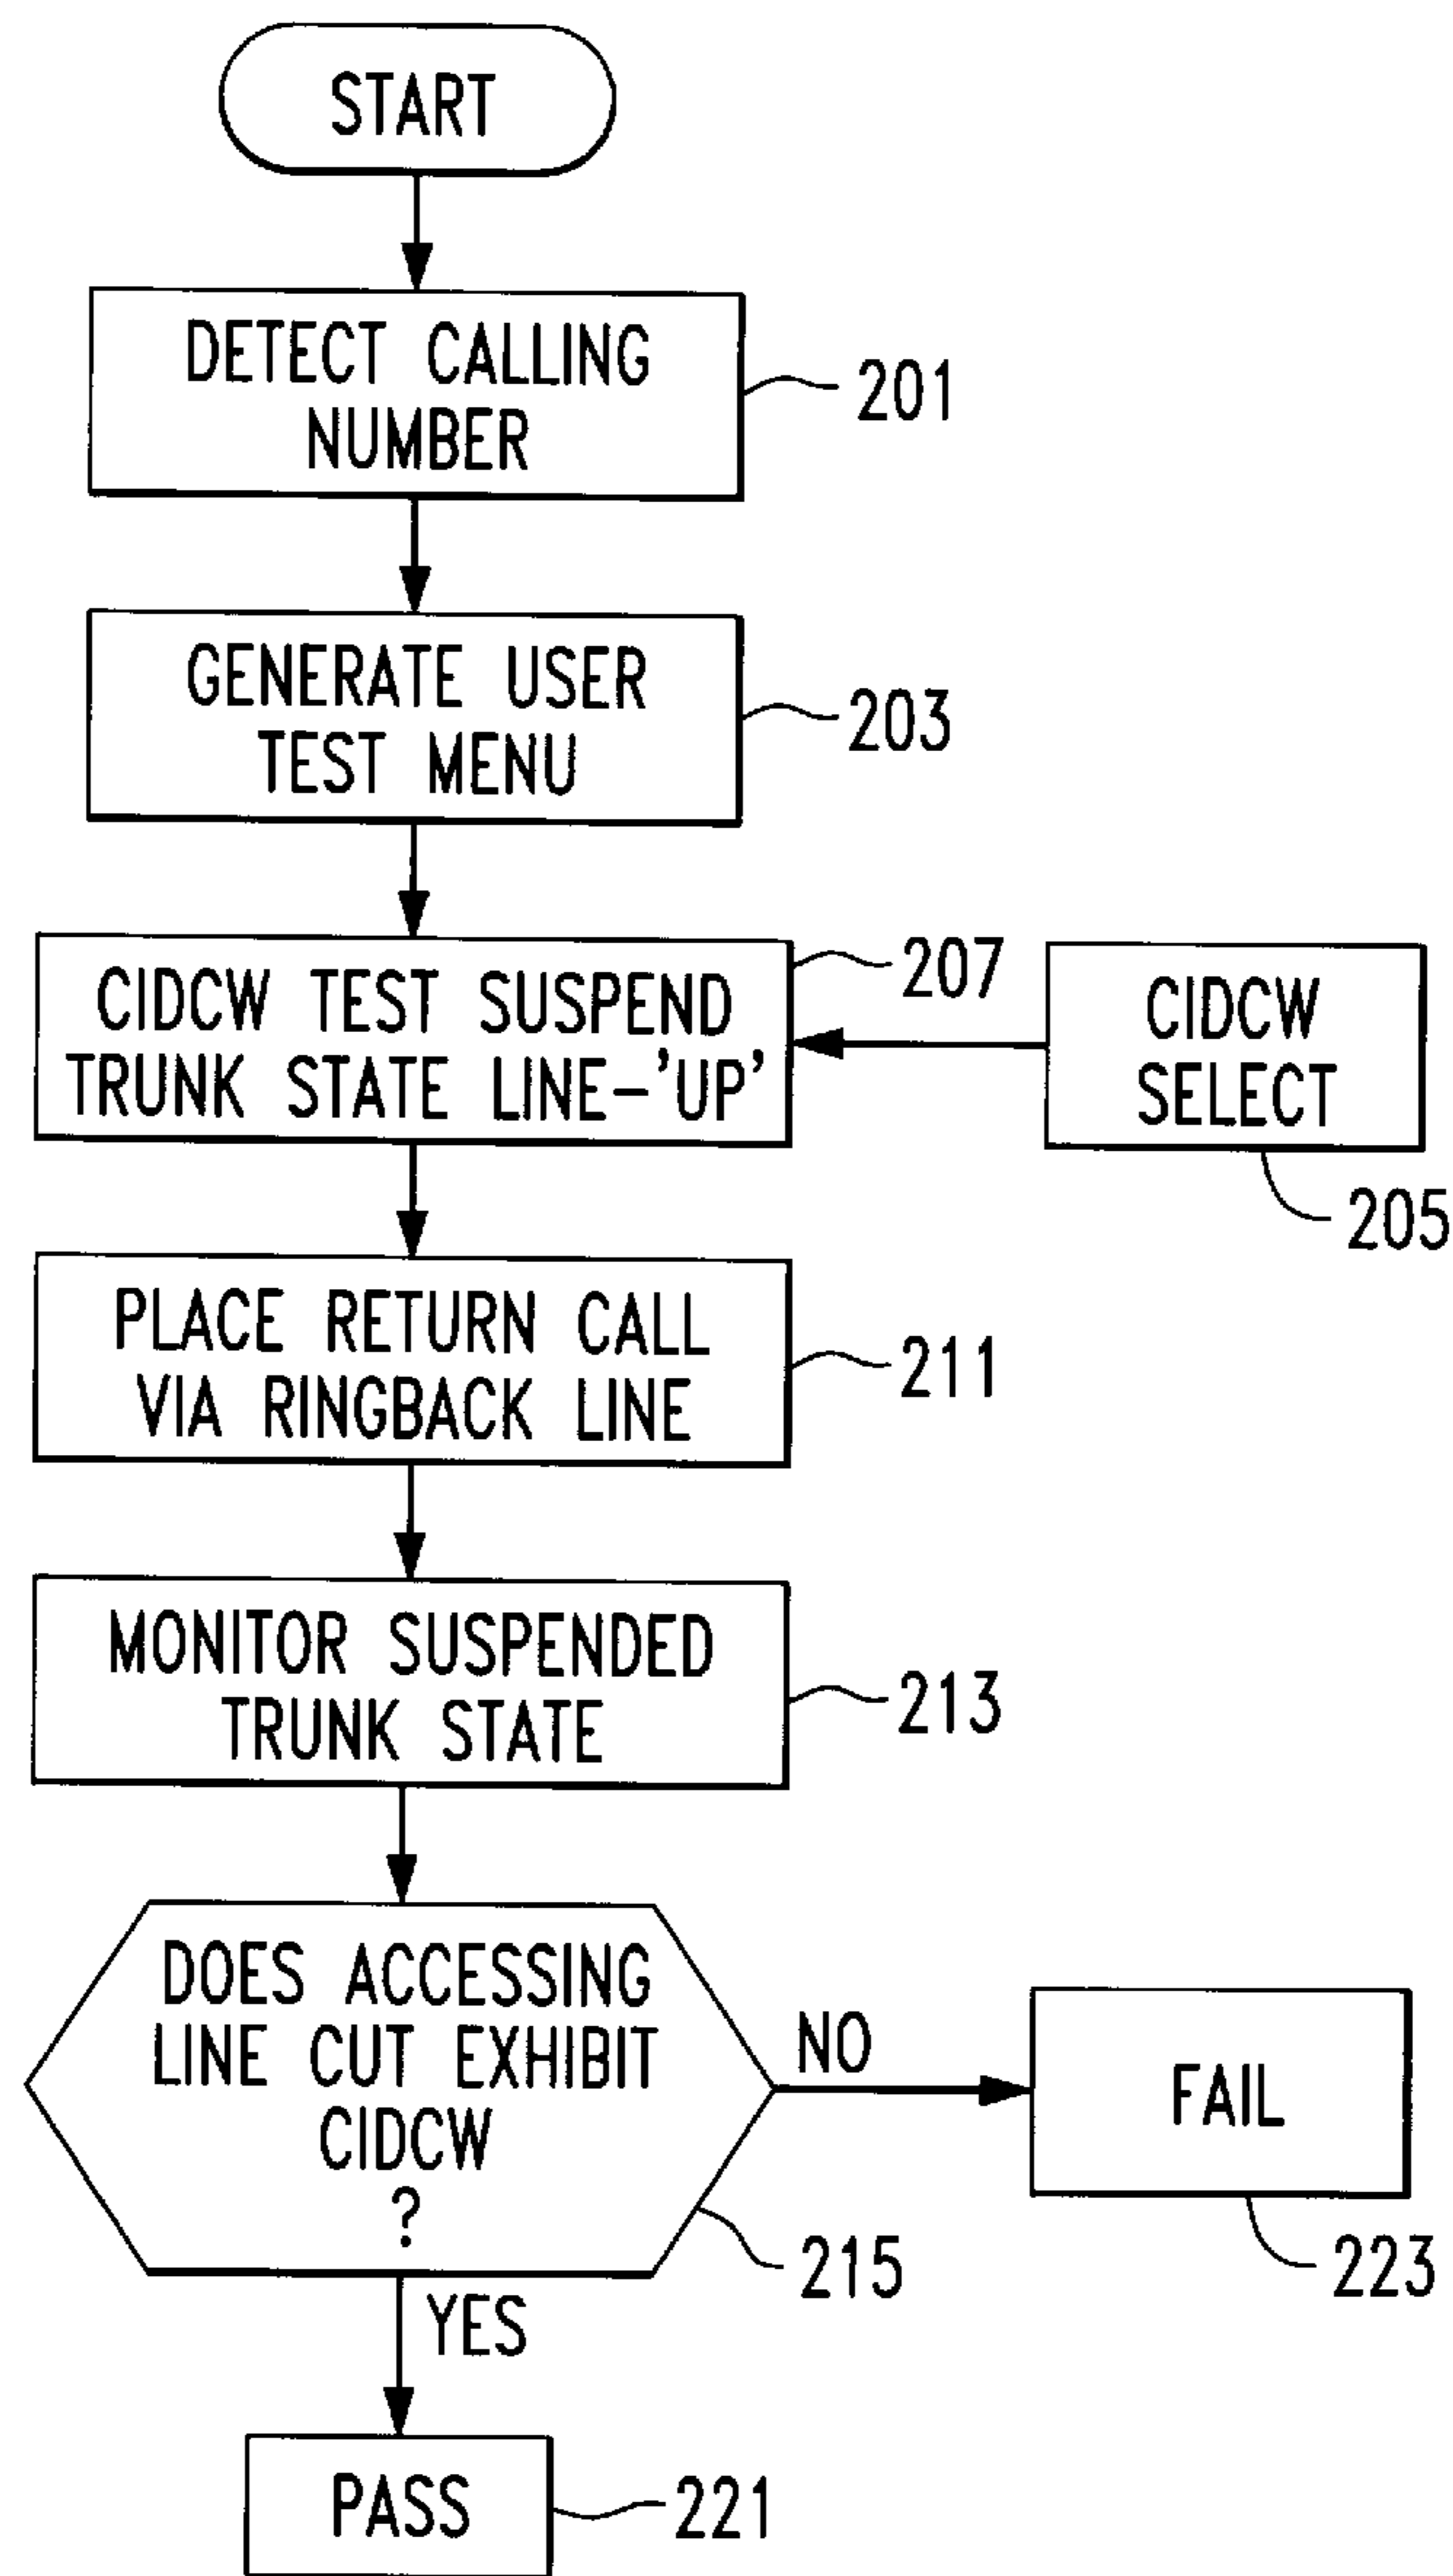 START
DETECT CALLING
NUMBER
201
GENERATE USER
TEST MENU
203
CIDCW TEST SUSPEND
TRUNK STATE LINE-'UP'
207
CIDCW
SELECT
205
PLACE RETURN CALL
VIA RINGBACK LINE
211
MONITOR SUSPENDED
TRUNK STATE
213
DOES ACCESSING
LINE CUT EXHIBIT
CIDCW
?
215
NO
FAIL
223
YES
PASS
221